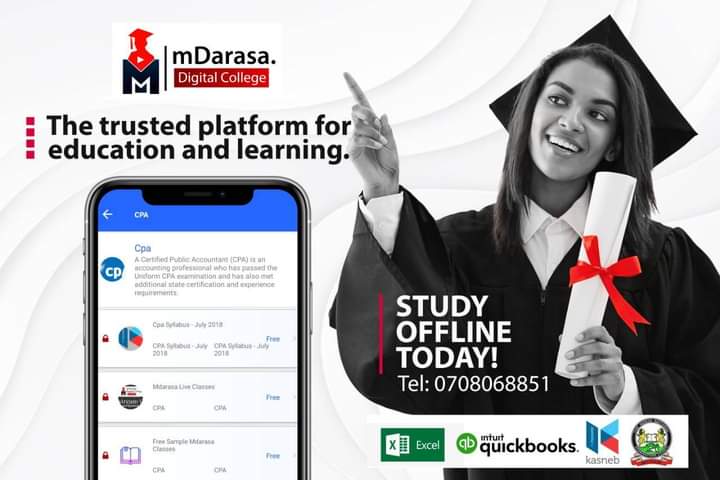 mDarasa.
Digital College
The trusted platform for
education and learning.
CPA
Cpa
A Certified Public Accountant (CPA) is an
accounting professional who has passed the
Uniform CPA examination and has also met
additional state certification and experience
requirements.
Cpa Syllabus - July 2018
Free
CPA Syllabus - July
2018
CPA Syllabus - July
2018
Mdarasa Live Classes
Free
CPA
CPA
Free Sample Mdarasa
Classes
Free
CPA
CPA
STUDY
OFFLINE
TODAY!
Tel: 0708068851
Excel
intuit
quickbooks.
kasneb